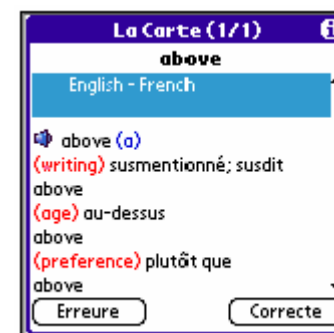 La Carte (1/1)
above
English - French
above (a)
(writing) susmentionné; susdit
above
(age) au-dessus
above
(preference) plutôt que
above
Erreure
Correcte